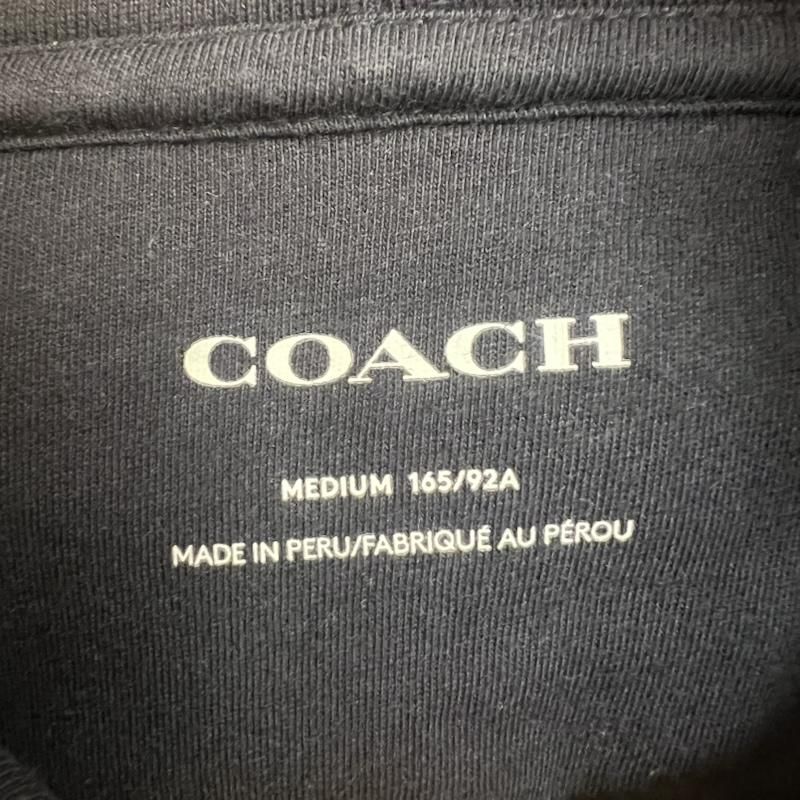 COACH
MEDIUM 165/92A
MADE IN PERU/FABRIQUÉ AU PÉROU